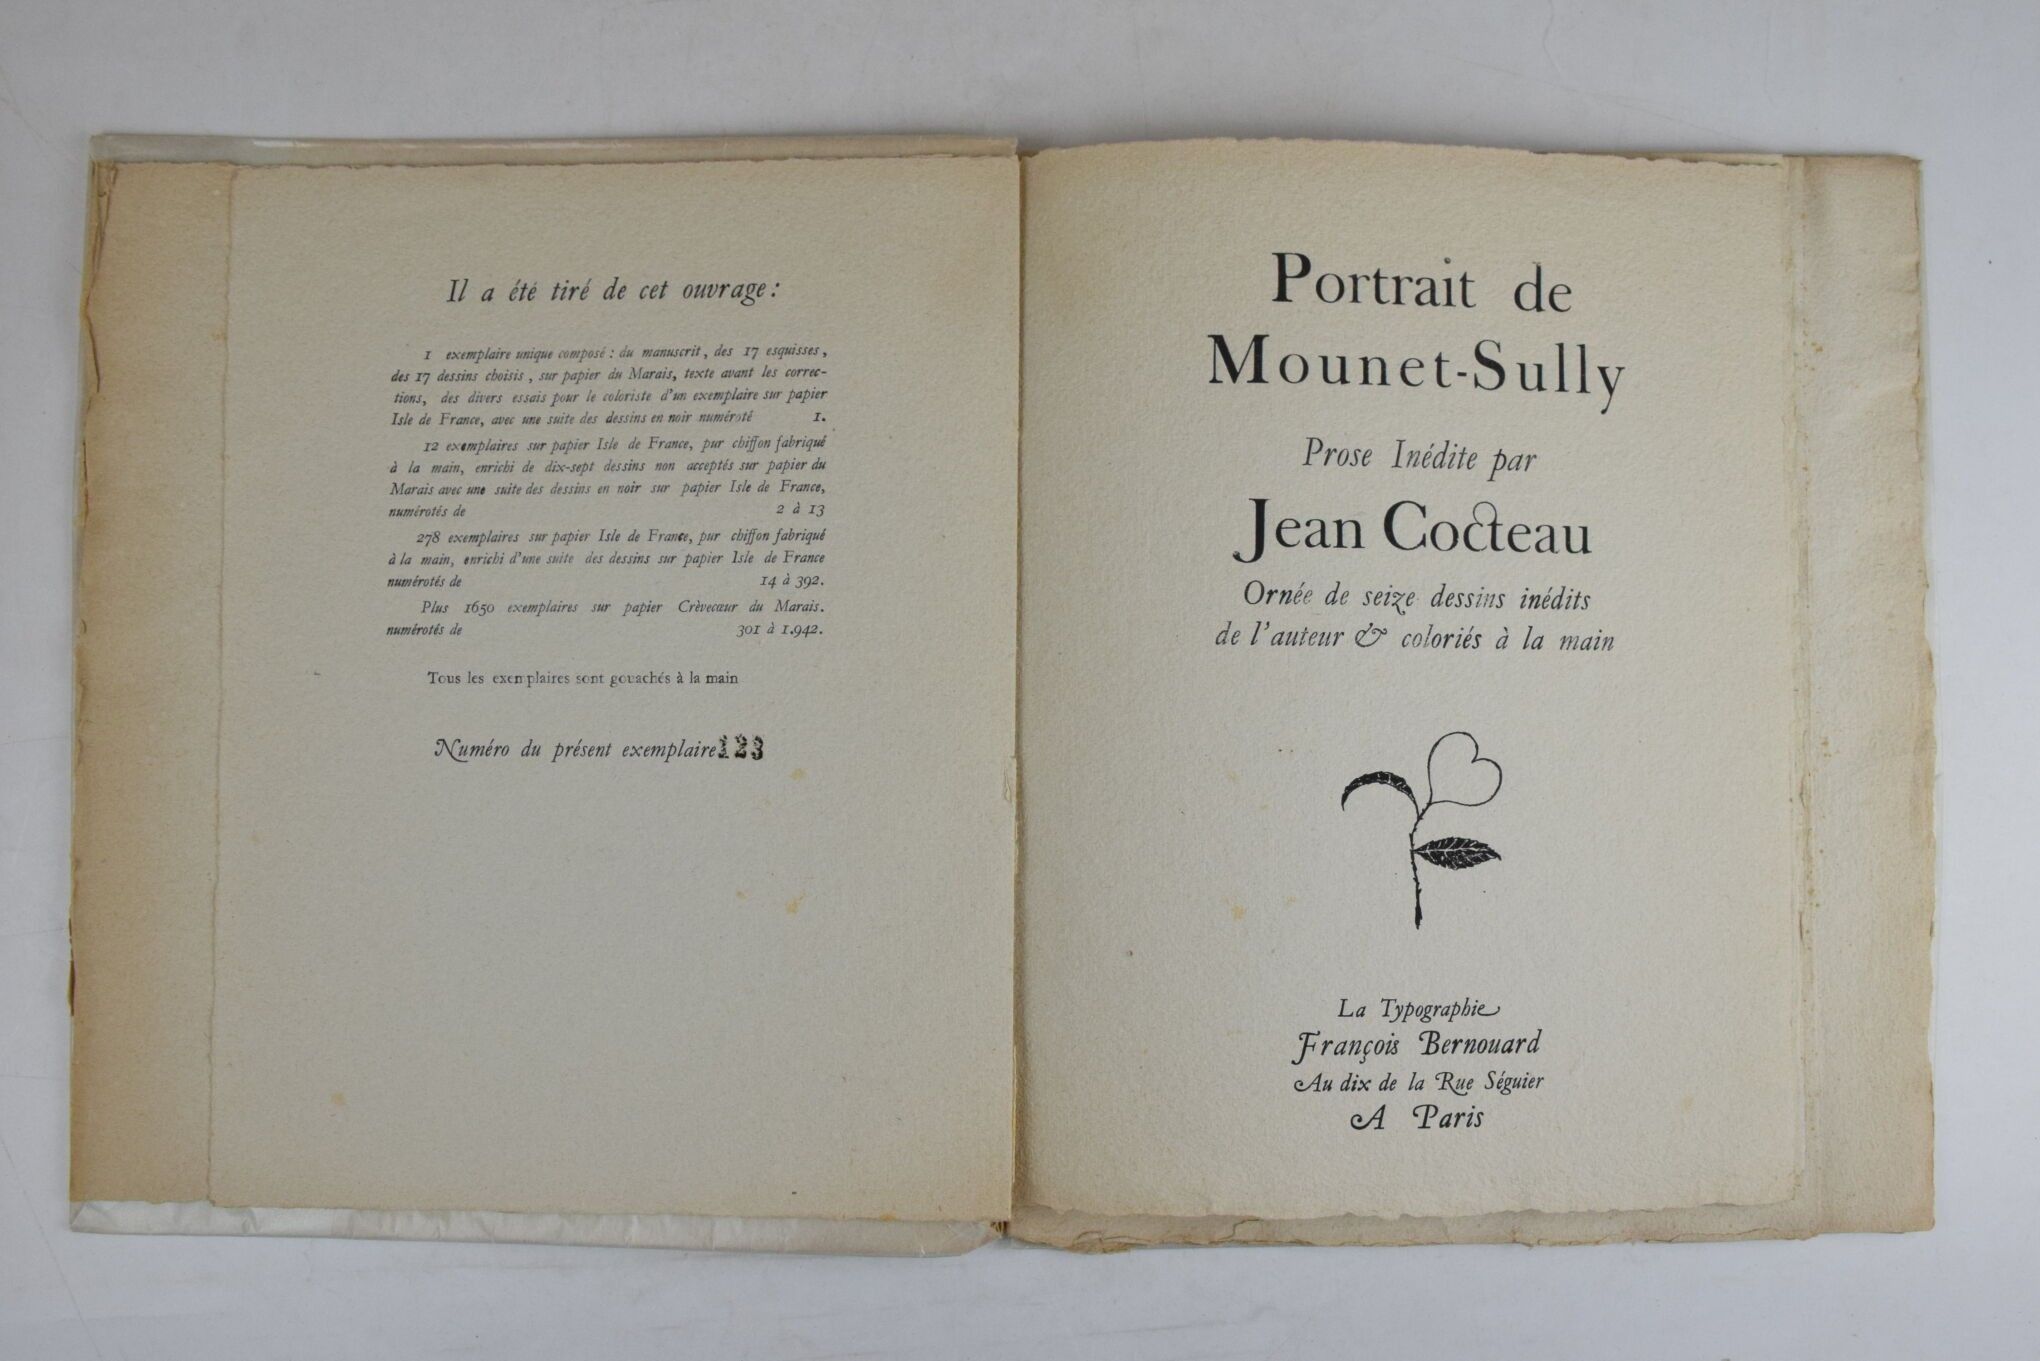 Il a été tiré de cet ouvrage :
1 exemplaire unique composé : du manuscrit, des 17 esquisses,
des 17 dessins choisis, sur papier du Marais, texte avant les correc-
tions, des divers essais pour le coloriste d'un exemplaire sur papier
Isle de France, avec une suite des dessins en noir numéroté 1.
12 exemplaires sur papier Isle de France, pur chiffon fabriqué
à la main, enrichi de dix-sept dessins non acceptés sur papier du
Marais avec une suite des dessins en noir sur papier Isle de France,
numérotés de 2 à 13
278 exemplaires sur papier Isle de France, pur chiffon fabriqué
à la main, enrichi d'une suite des dessins sur papier Isle de France
numérotés de 14 à 392.
Plus 1650 exemplaires sur papier Crèvecœur du Marais.
numérotés de 301 à 1.942.
Tous les exemplaires sont gouachés à la main
Numéro du présent exemplaire 123
Portrait de
Mounet-Sully
Prose Inédite par
Jean Cocteau
Ornée de seize dessins inédits
de l'auteur & coloriés à la main
La Typographie
François Bernouard
Au dix de la Rue Séguier
A Paris